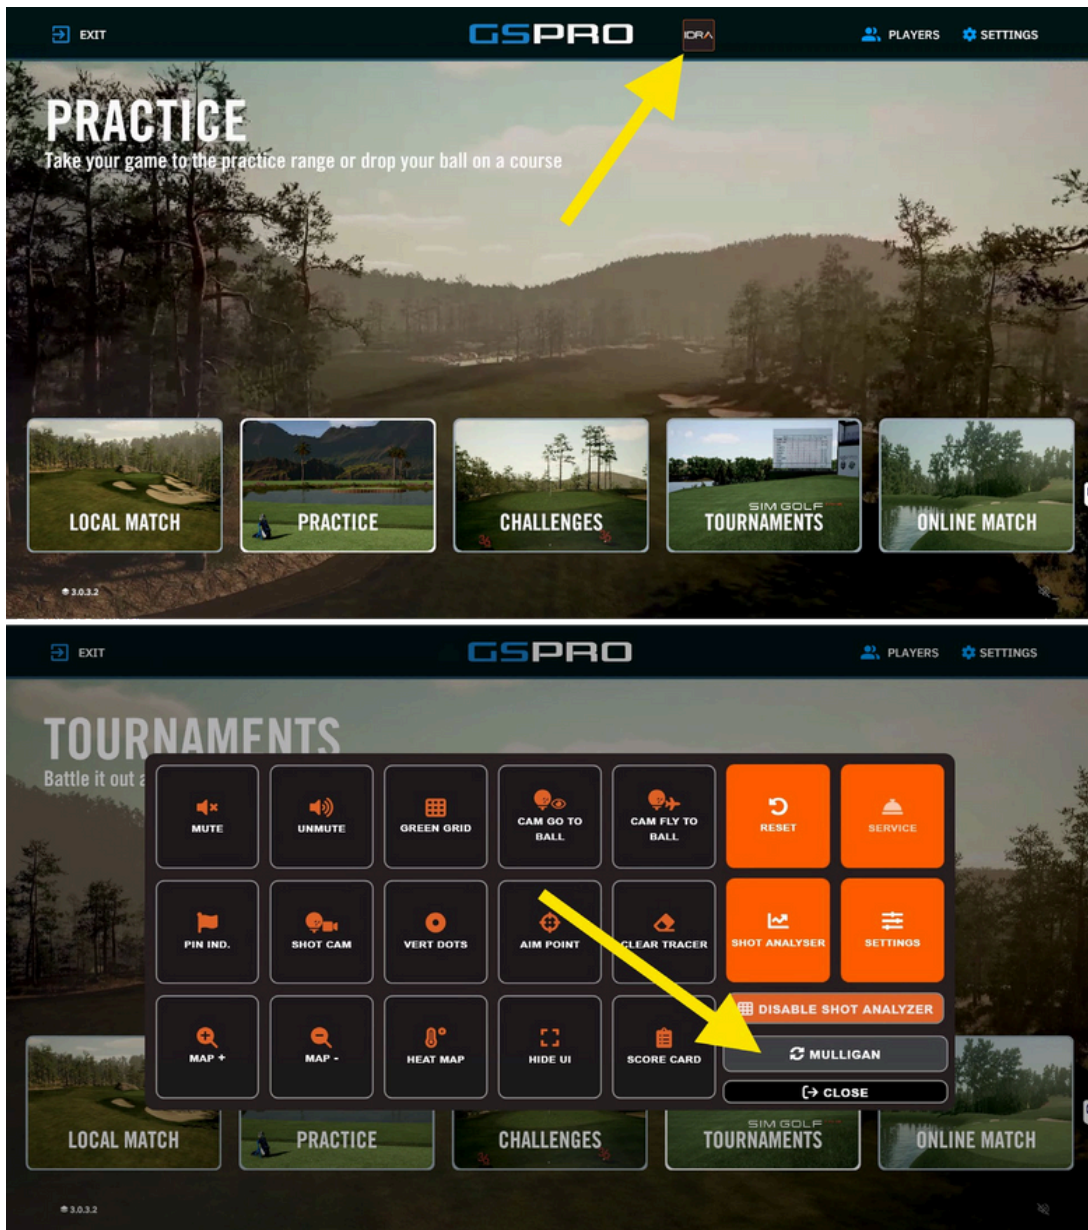 EXIT
GSPRO
IDRA
PLAYERS
SETTINGS
PRACTICE
Take your game to the practice range or drop your ball on a course
LOCAL MATCH
PRACTICE
CHALLENGES
SIM GOLF
TOURNAMENTS
ONLINE MATCH
3.0.3.2
EXIT
GSPRO
PLAYERS
SETTINGS
TOURNAMENTS
Battle it out a
MUTE
UNMUTE
GREEN GRID
CAM GO TO
BALL
CAM FLY TO
BALL
RESET
SERVICE
PIN IND.
SHOT CAM
VERT DOTS
AIM POINT
CLEAR TRACER
SHOT ANALYSER
SETTINGS
DISABLE SHOT ANALYZER
MAP +
MAP -
HEAT MAP
HIDE UI
SCORE CARD
MULLIGAN
CLOSE
LOCAL MATCH
PRACTICE
CHALLENGES
SIM GOLF
TOURNAMENTS
ONLINE MATCH
3.0.3.2